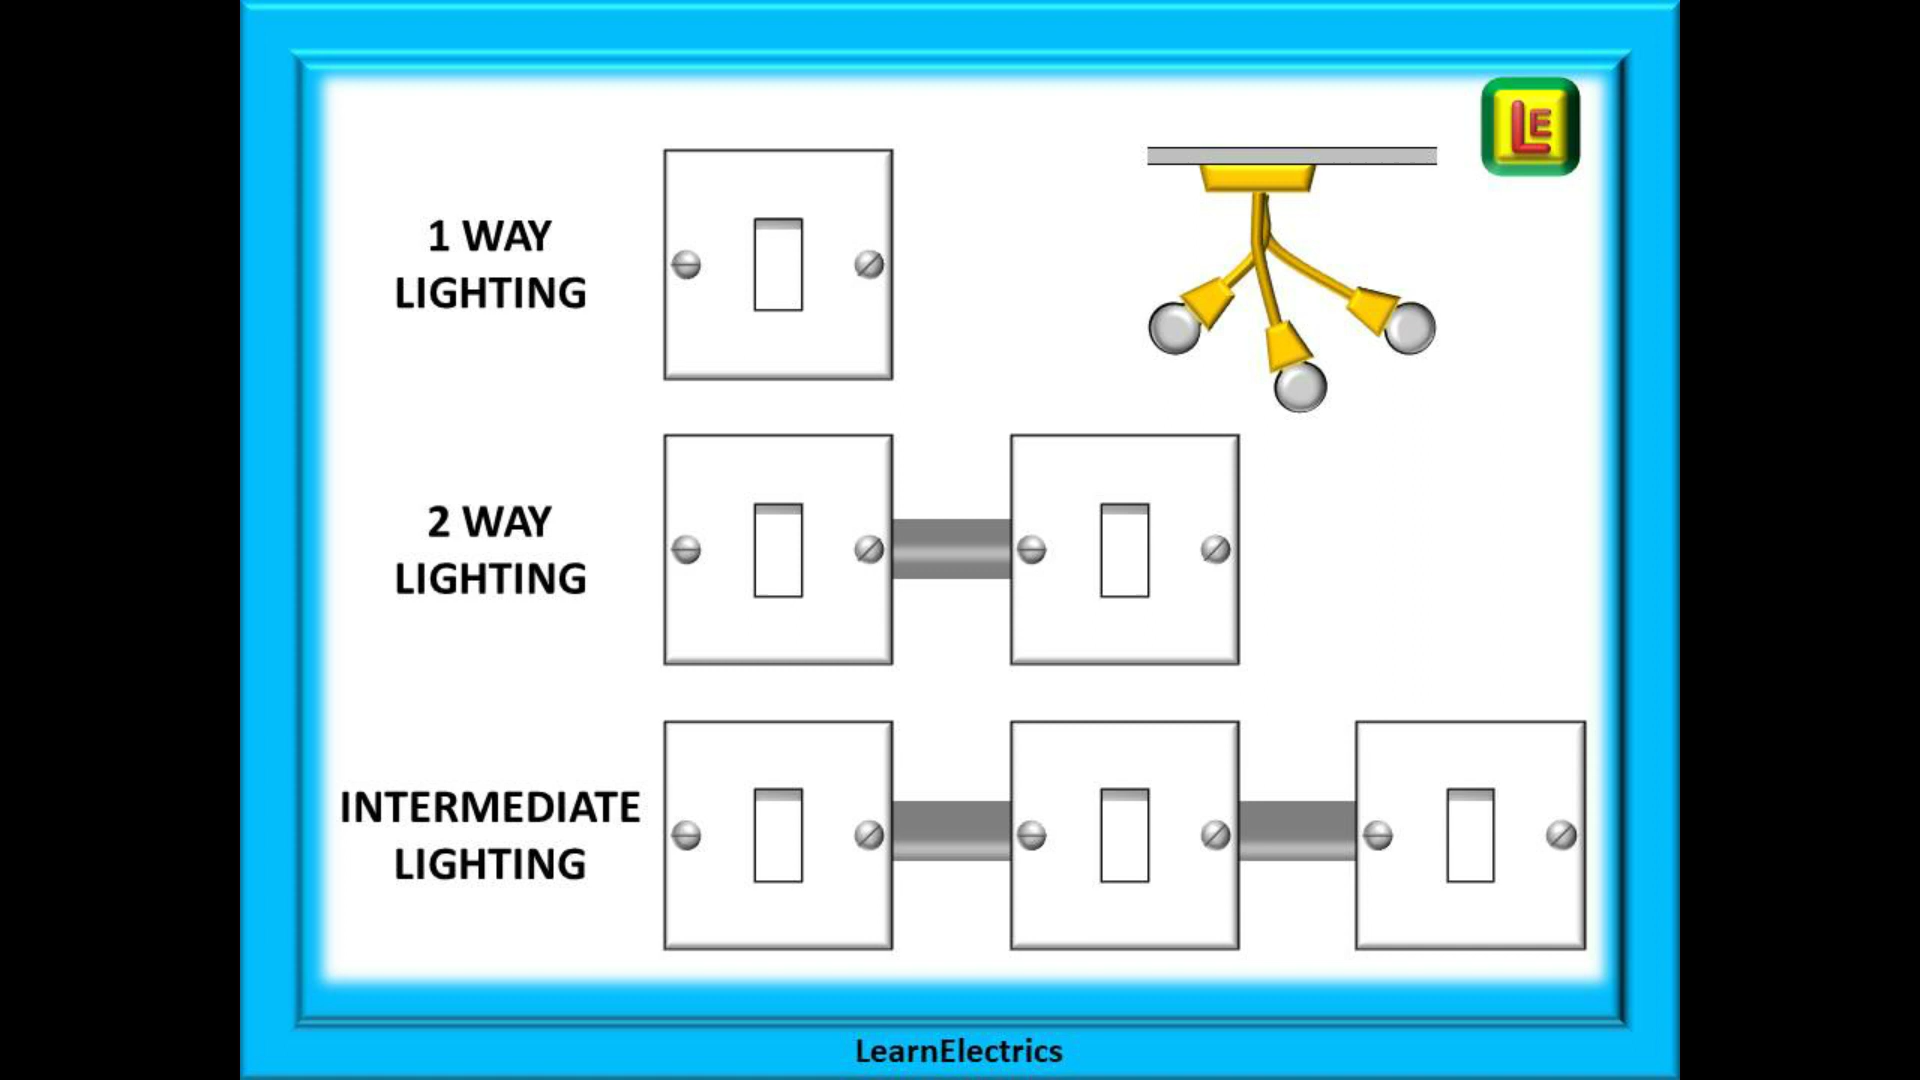 LE
1 WAY
LIGHTING
2 WAY
LIGHTING
INTERMEDIATE
LIGHTING
LearnElectrics